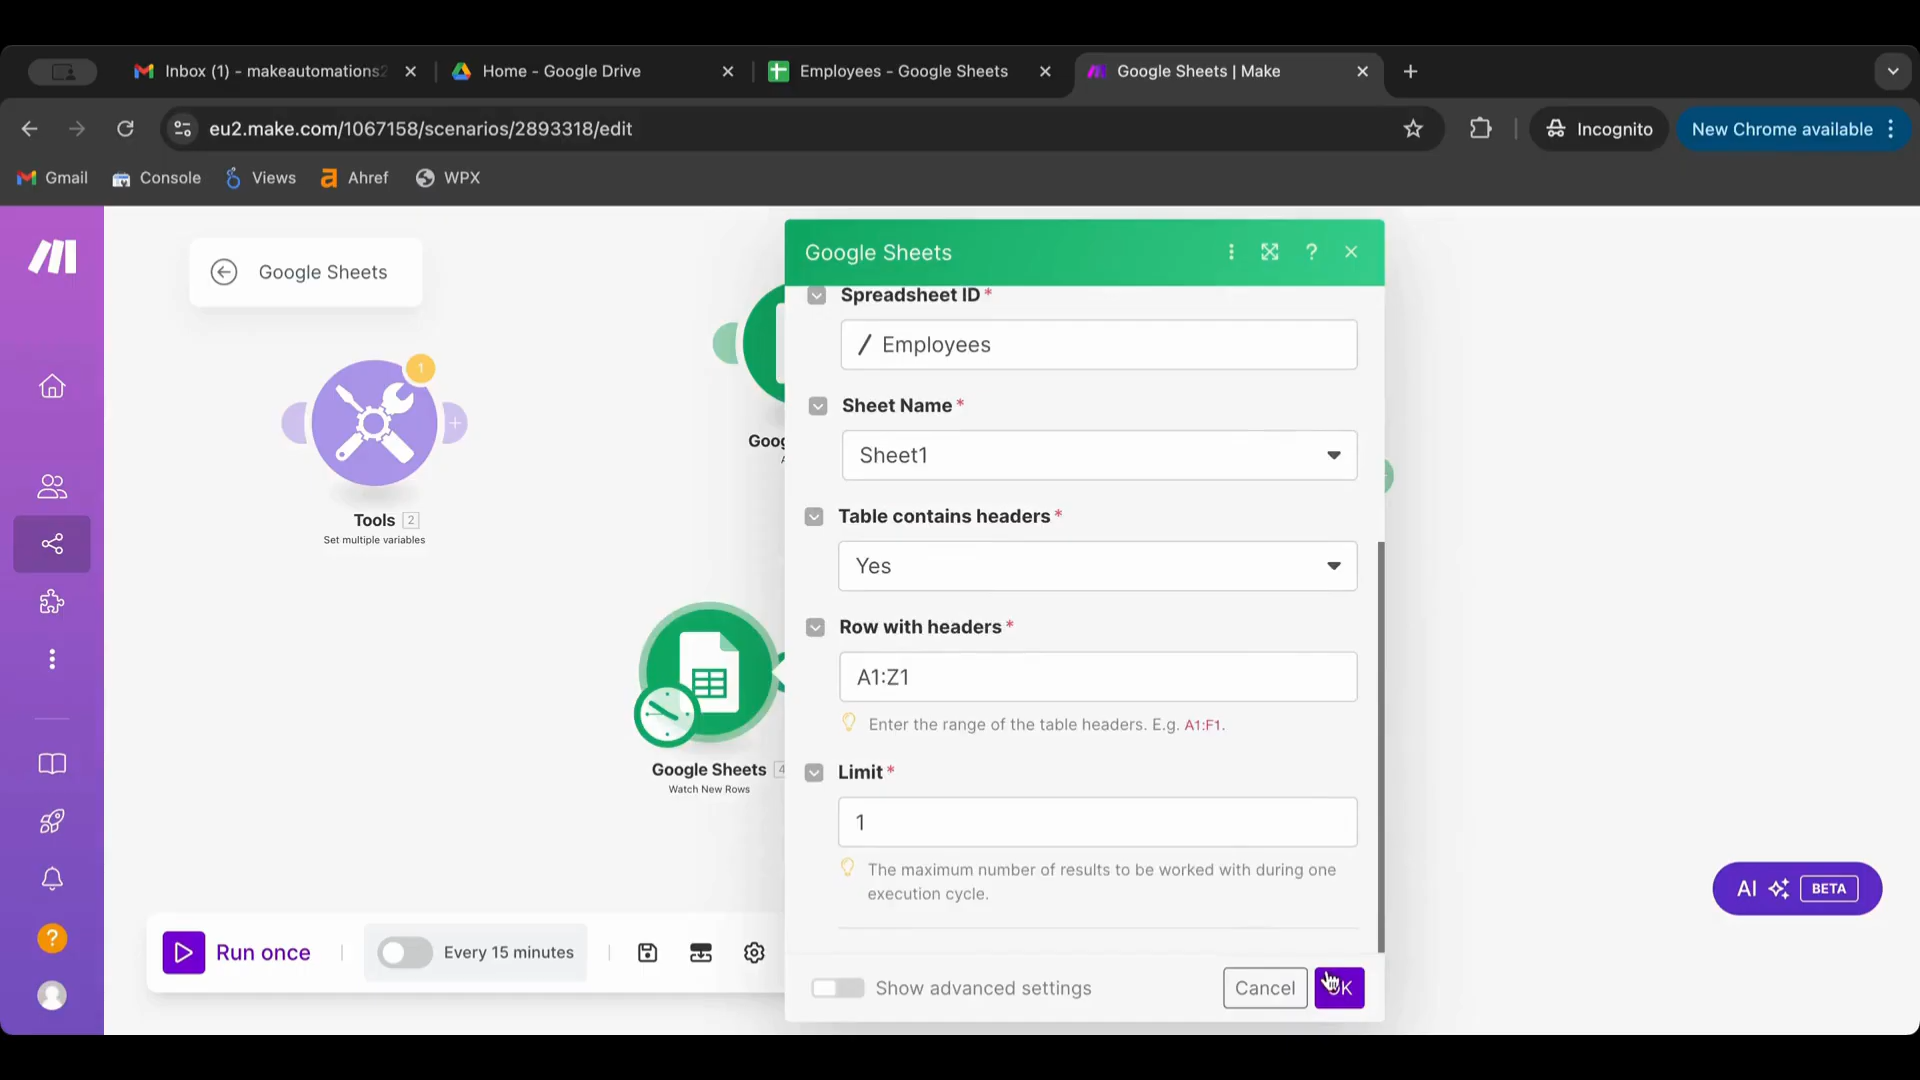 Inbox (1) - makeautomations2
Home - Google Drive
Employees - Google Sheets
Google Sheets | Make
eu2.make.com/1067158/scenarios/2893318/edit
Incognito
New Chrome available
Gmail
Console
Views
Ahref
WPX
Google Sheets
Google Sheets
Spreadsheet ID *
/ Employees
Sheet Name *
Sheet1
Table contains headers *
Yes
Row with headers *
A1:Z1
Enter the range of the table headers. E.g. A1:F1.
Limit *
1
The maximum number of results to be worked with during one
execution cycle.
Show advanced settings
Cancel
1
Tools 2
Set multiple variables
Google Sheets 4
Watch New Rows
Run once
Every 15 minutes
AI BETA